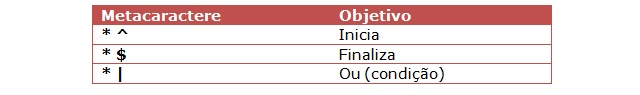 Metacaractere Objetivo
* ^ Inicia
* $ Finaliza
* | Ou (condição)